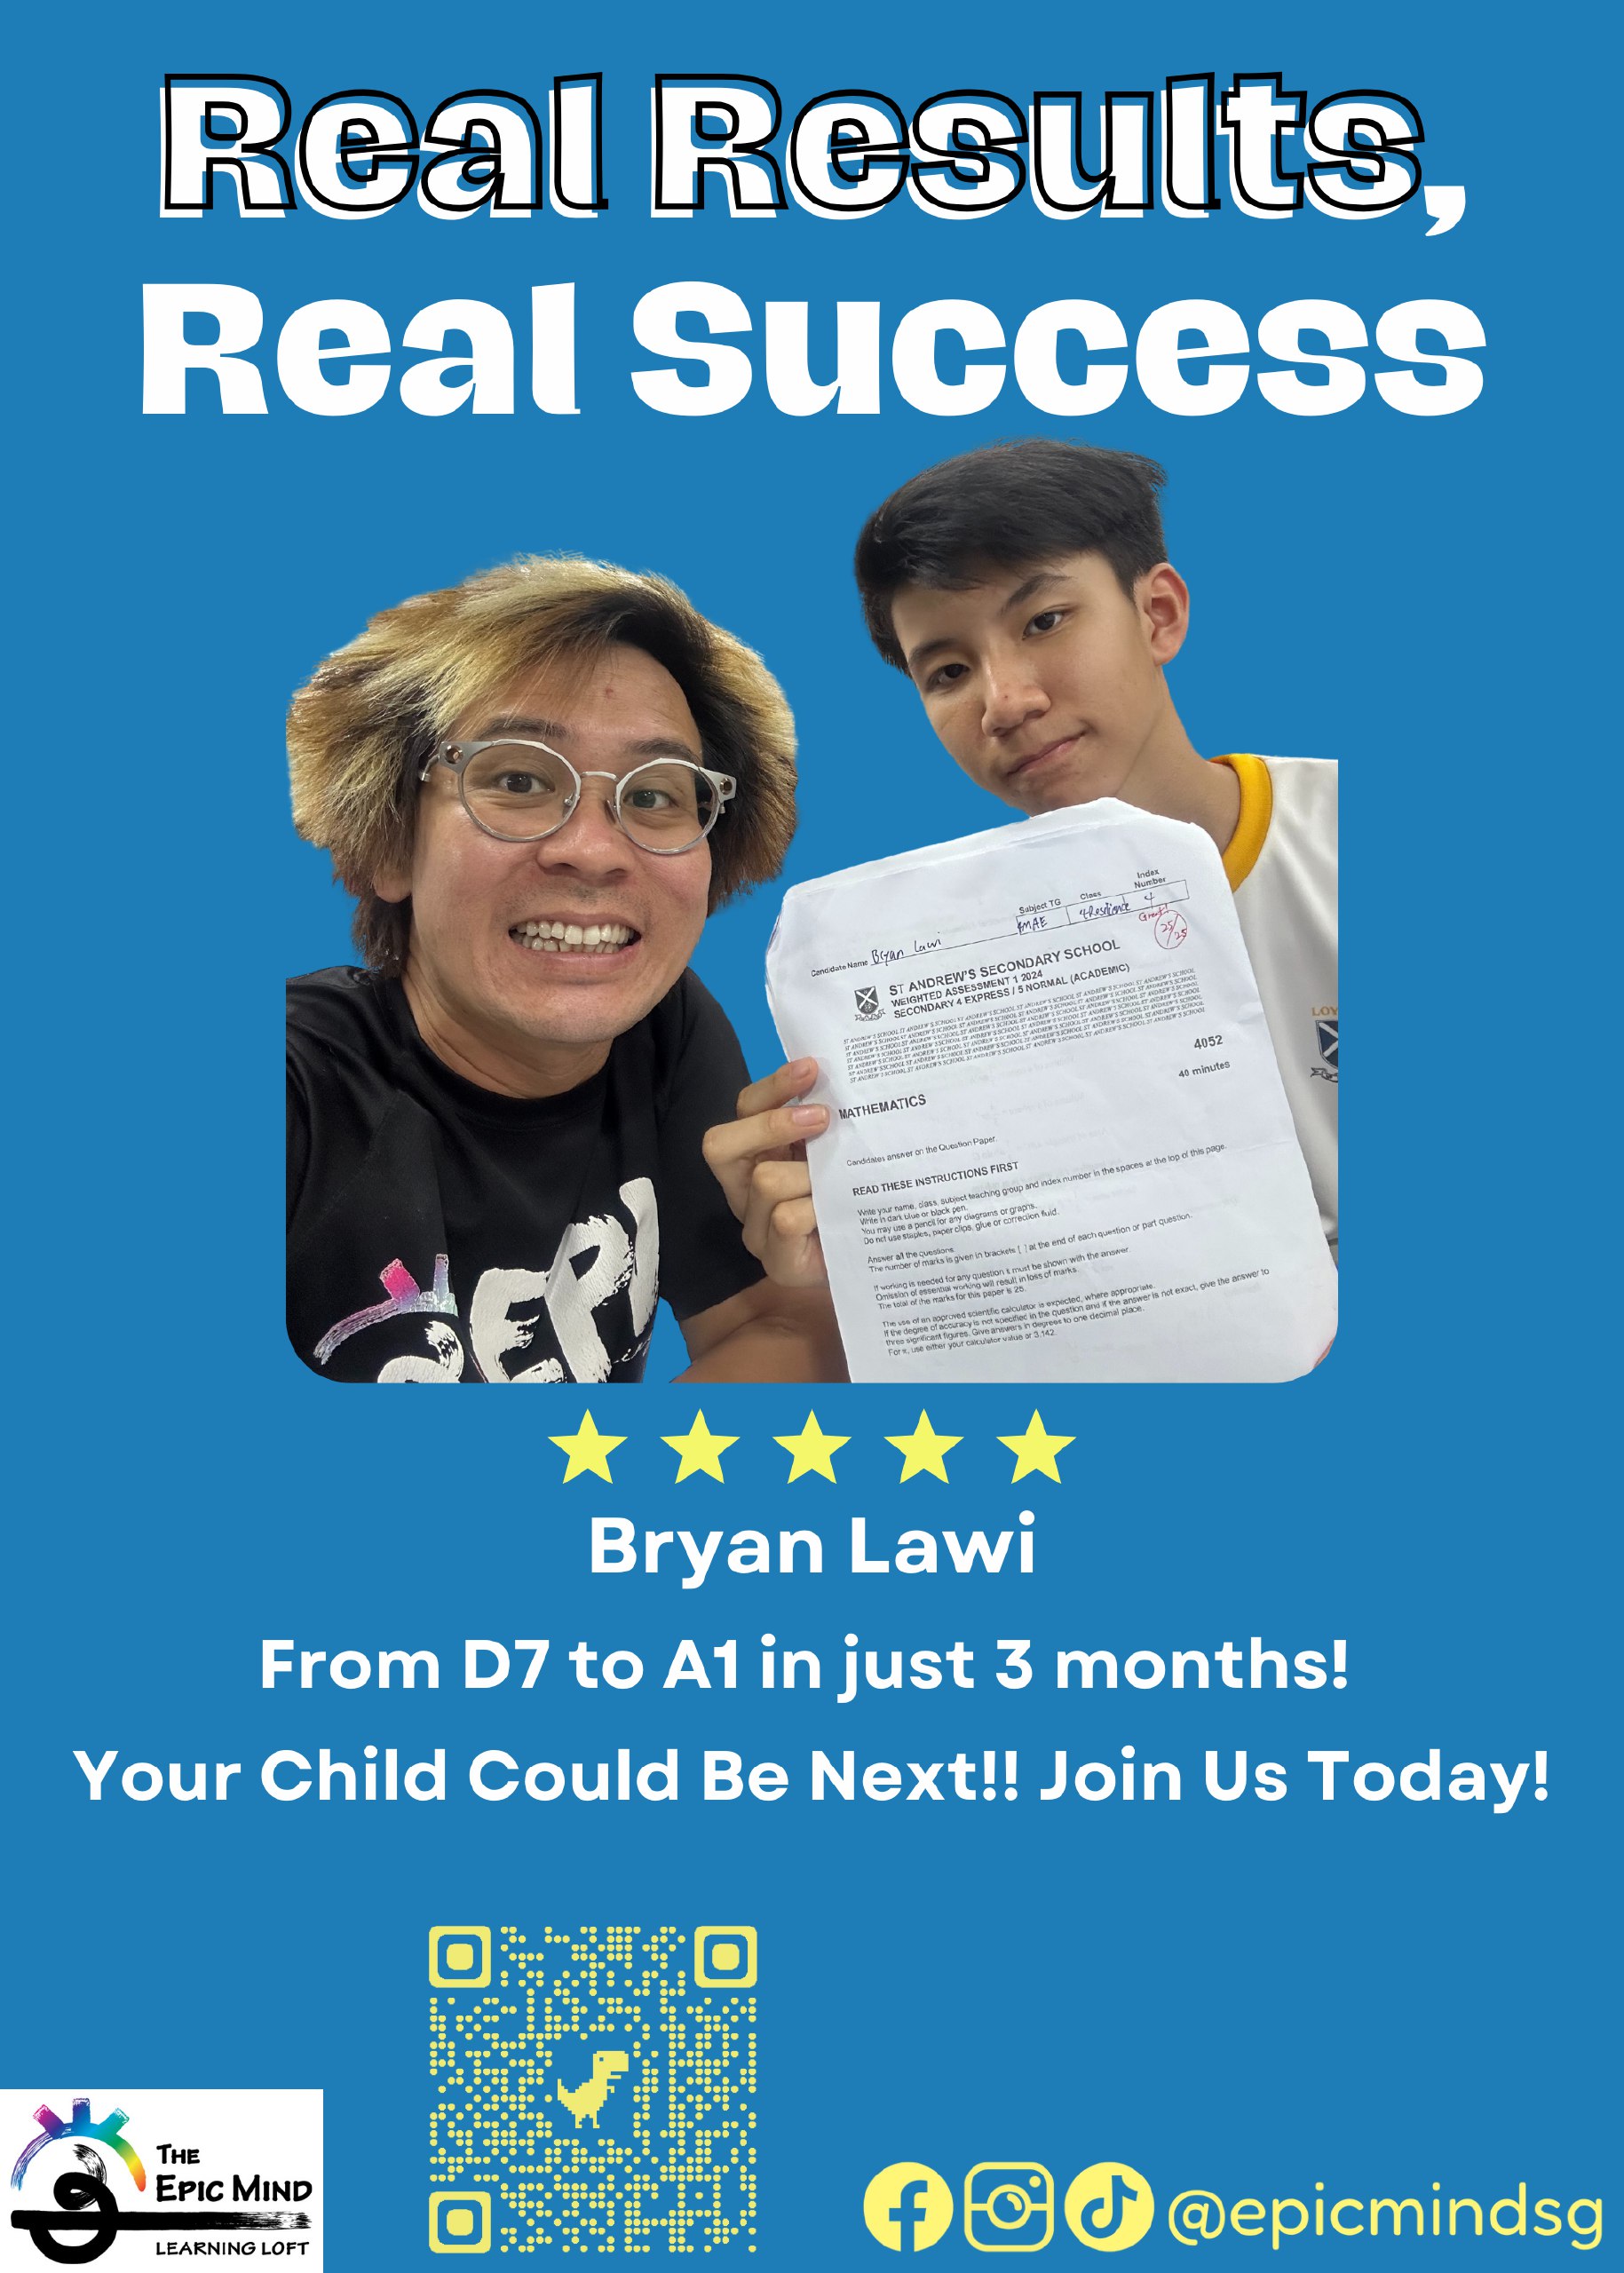 Real Results,
Real Success
Index
Number
Class
Subject TG
4
4 Resilience
4MAE
Great!
25/25
Candidate Name Bryan Lawi
ST ANDREW'S SECONDARY SCHOOL
WEIGHTED ASSESSMENT 1 2024
SECONDARY 4 EXPRESS / 5 NORMAL (ACADEMIC)
4052
40 minutes
MATHEMATICS
Candidates answer on the Question Paper.
READ THESE INSTRUCTIONS FIRST
Write your name, class, subject teaching group and index number in the spaces at the top of this page.
Write in dark blue or black pen.
You may use a pencil for any diagrams or graphs.
Do not use staples, paper clips, glue or correction fluid.
Answer all the questions.
The number of marks is given in brackets [ ] at the end of each question or part question.
If working is needed for any question it must be shown with the answer.
Omission of essential working will result in loss of marks.
The total of the marks for this paper is 25.
The use of an approved scientific calculator is expected, where appropriate.
If the degree of accuracy is not specified in the question and if the answer is not exact, give the answer to
three significant figures. Give answers in degrees to one decimal place.
For π, use either your calculator value or 3.142.
LOY
EPI
Bryan Lawi
From D7 to A1 in just 3 months!
Your Child Could Be Next!! Join Us Today!
THE
EPIC MIND
LEARNING LOFT
@epicmindsg